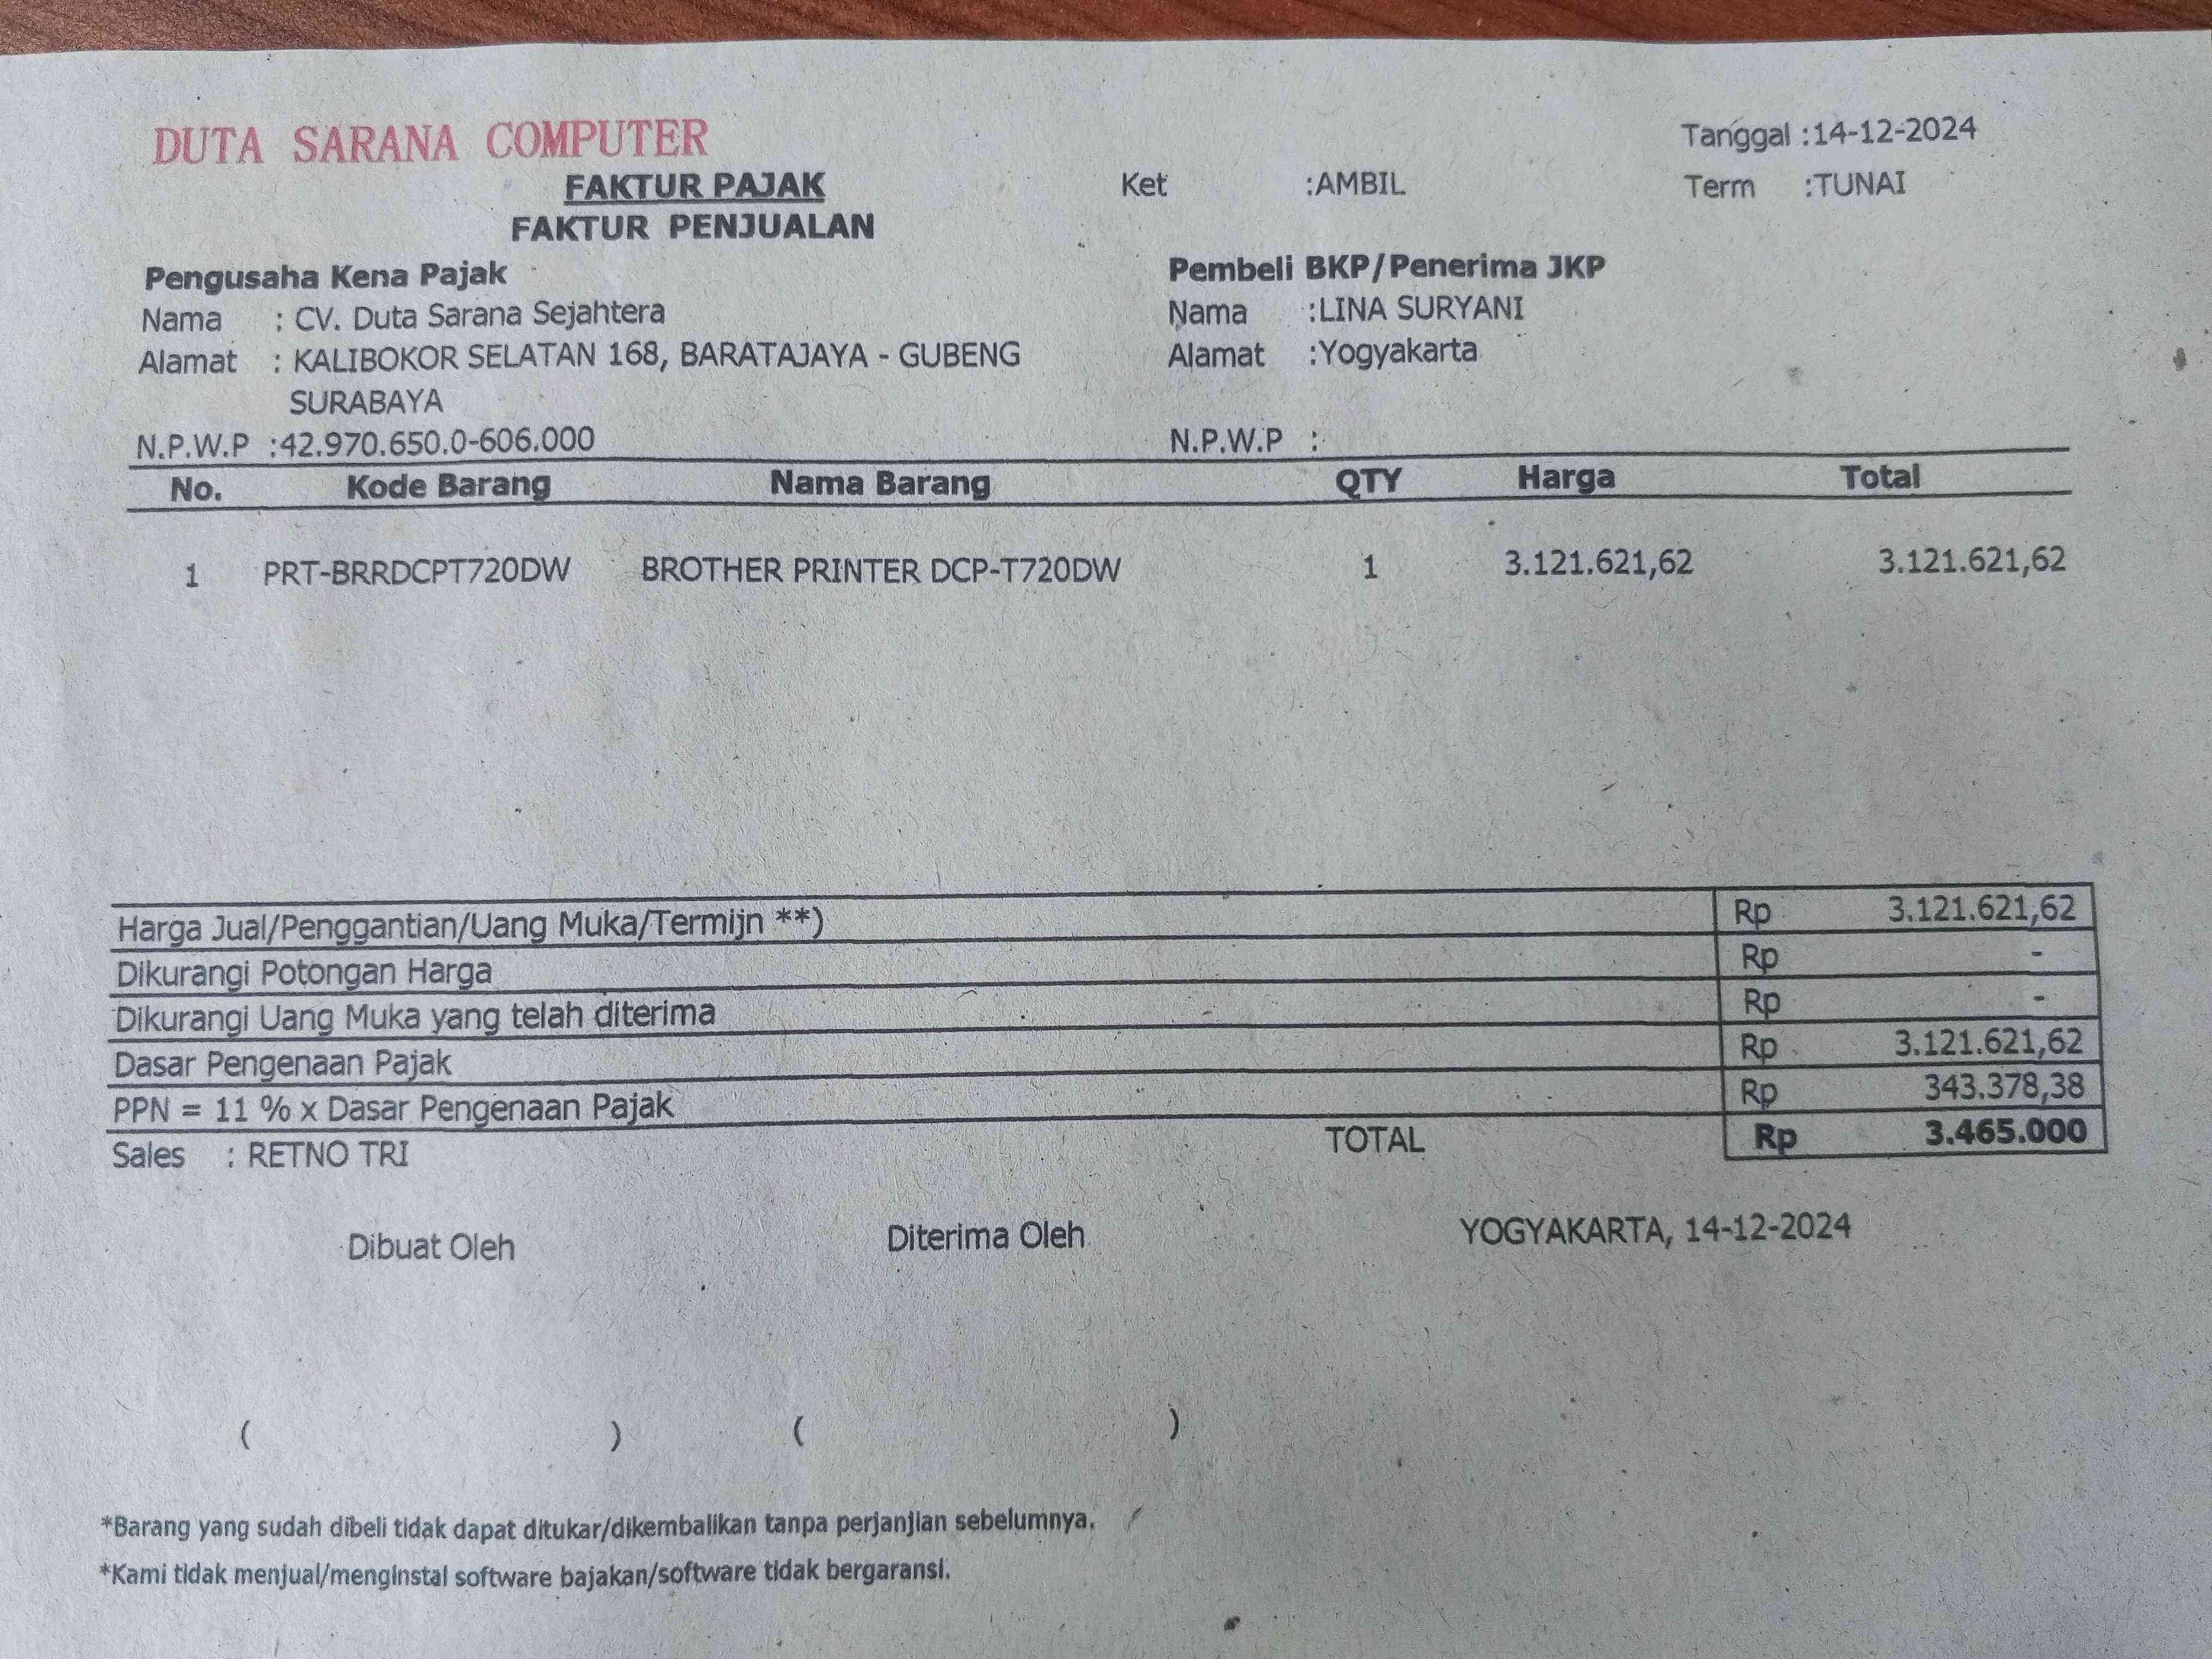 DUTA SARANA COMPUTER
Tanggal :14-12-2024
FAKTUR PAJAK
Ket :AMBIL
Term :TUNAI
FAKTUR PENJUALAN
Pengusaha Kena Pajak
Nama : CV. Duta Sarana Sejahtera
Alamat : KALIBOKOR SELATAN 168, BARATAJAYA - GUBENG
SURABAYA
N.P.W.P :42.970.650.0-606.000
Pembeli BKP/Penerima JKP
Nama :LINA SURYANI
Alamat :Yogyakarta
N.P.W.P :
No. Kode Barang Nama Barang QTY Harga Total
1 PRT-BRRDCPT720DW BROTHER PRINTER DCP-T720DW 1 3.121.621,62 3.121.621,62
Harga Jual/Penggantian/Uang Muka/Termijn **) Rp 3.121.621,62
Dikurangi Potongan Harga Rp -
Dikurangi Uang Muka yang telah diterima Rp -
Dasar Pengenaan Pajak Rp 3.121.621,62
PPN = 11 % x Dasar Pengenaan Pajak Rp 343.378,38
Sales : RETNO TRI TOTAL Rp 3.465.000
Dibuat Oleh Diterima Oleh YOGYAKARTA, 14-12-2024
( ) ( )
*Barang yang sudah dibeli tidak dapat ditukar/dikembalikan tanpa perjanjian sebelumnya.
*Kami tidak menjual/menginstal software bajakan/software tidak bergaransi.